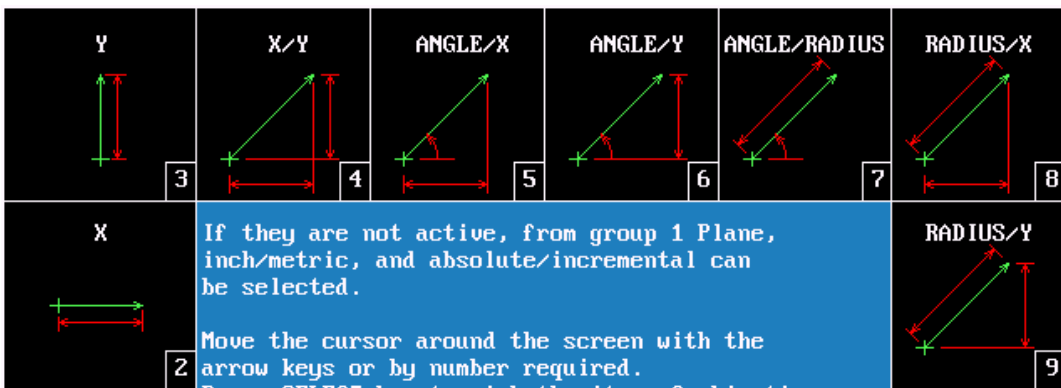 Y
X/Y
ANGLE/X
ANGLE/Y
ANGLE/RADIUS
RADIUS/X
3
4
5
6
7
8
X
If they are not active, from group 1 Plane,
inch/metric, and absolute/incremental can
be selected.
Move the cursor around the screen with the
arrow keys or by number required.
RADIUS/Y
2
9